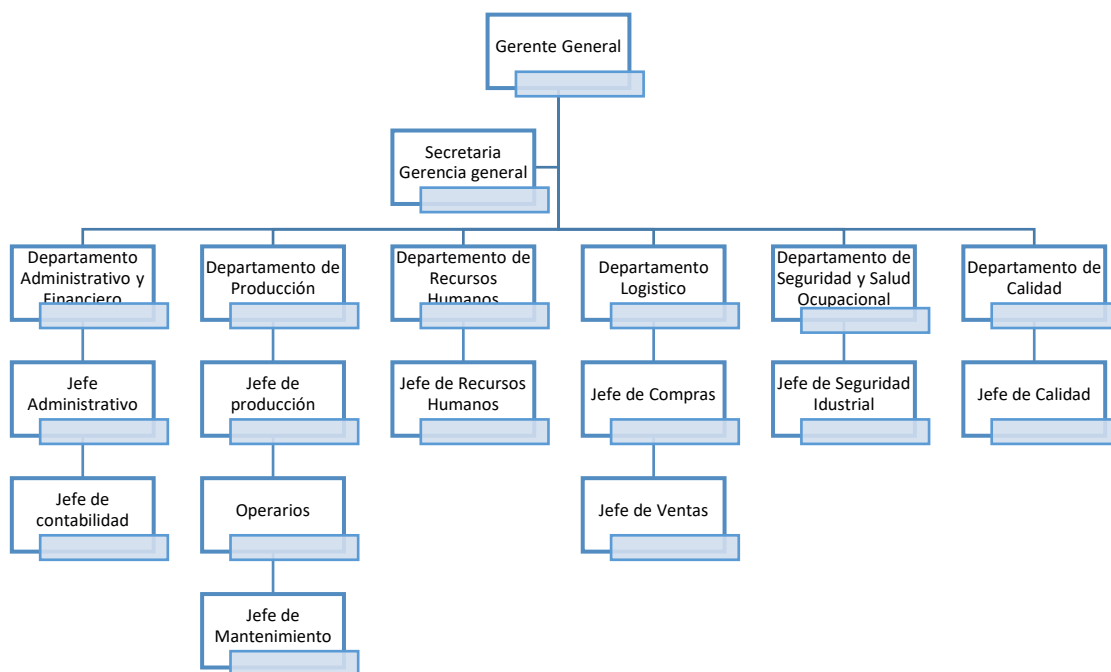 Gerente General
Secretaria
Gerencia general
Departamento
Administrativo y
Financiero
Departamento de
Producción
Departemento de
Recursos
Humanos
Departamento
Logistico
Departamento de
Seguridad y Salud
Ocupacional
Departamento de
Calidad
Jefe
Administrativo
Jefe de
producción
Jefe de Recursos
Humanos
Jefe de Compras
Jefe de Seguridad
Idustrial
Jefe de Calidad
Jefe de
contabilidad
Operarios
Jefe de Ventas
Jefe de
Mantenimiento